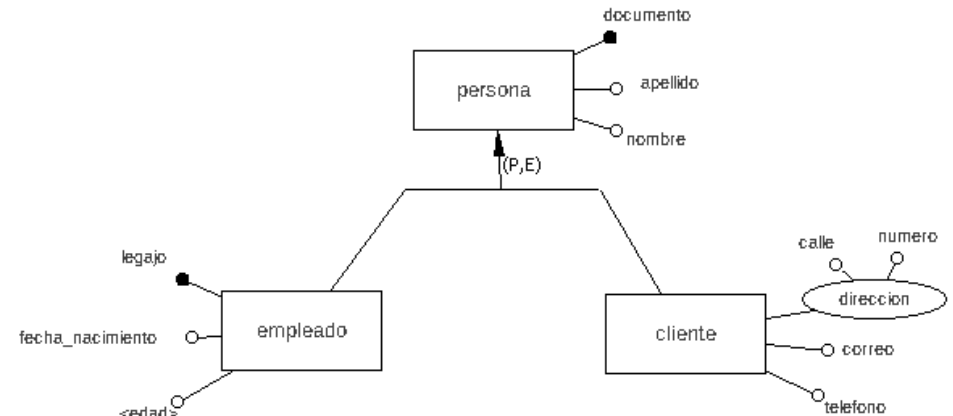 documento
persona
apellido
nombre
(P,E)
legajo
calle
numero
direccion
fecha_nacimiento
empleado
cliente
correo
<edad>
telefono